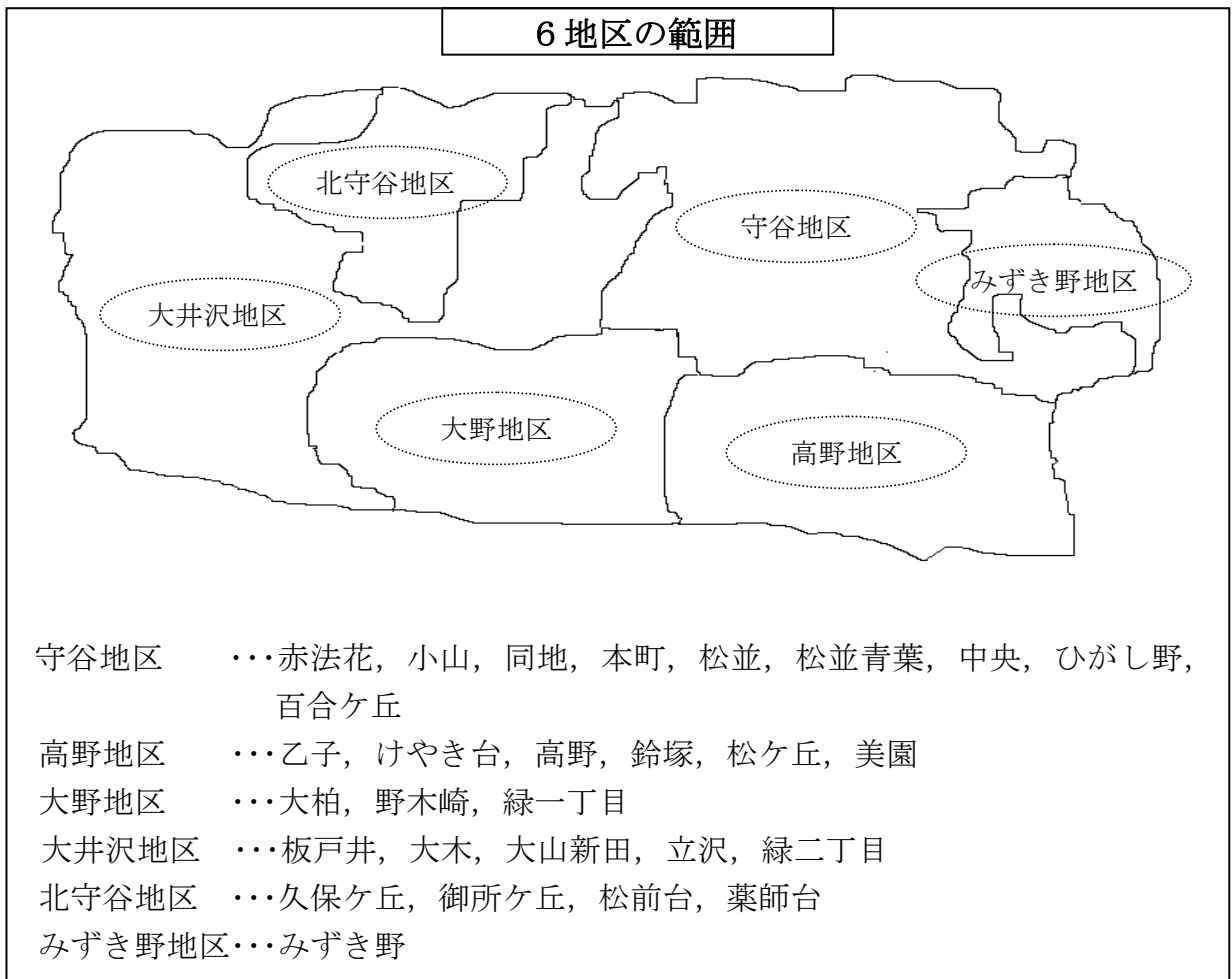 6地区の範囲
北守谷地区
守谷地区
みずき野地区
大井沢地区
大野地区
高野地区
守谷地区　　･･･赤法花，小山，同地，本町，松並，松並青葉，中央，ひがし野，
百合ケ丘
高野地区　　･･･乙子，けやき台，高野，鈴塚，松ケ丘，美園
大野地区　　･･･大柏，野木崎，緑一丁目
大井沢地区　･･･板戸井，大木，大山新田，立沢，緑二丁目
北守谷地区　･･･久保ケ丘，御所ケ丘，松前台，薬師台
みずき野地区･･･みずき野